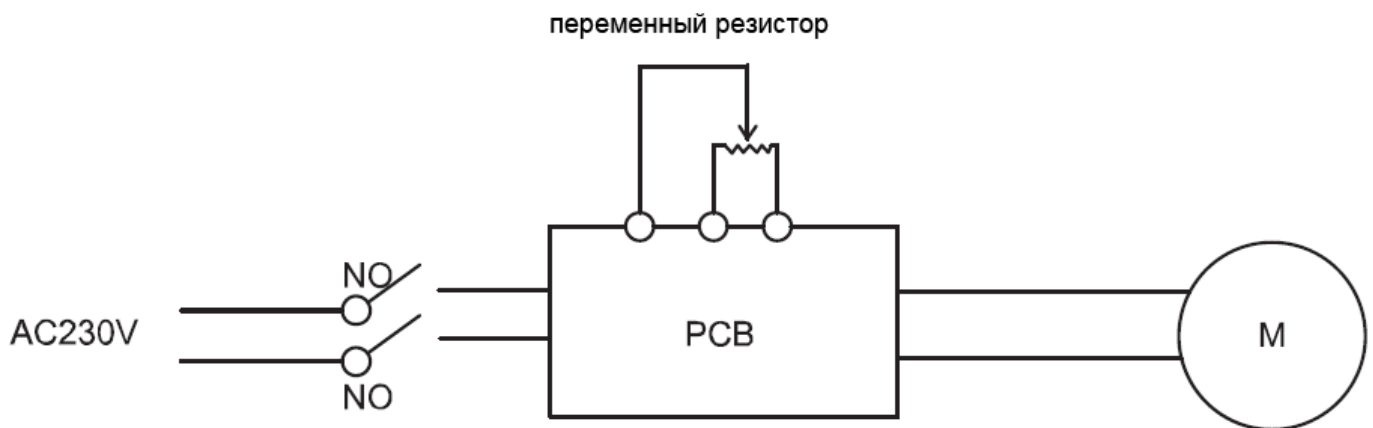 переменный резистор
NO
AC230V
NO
PCB
M